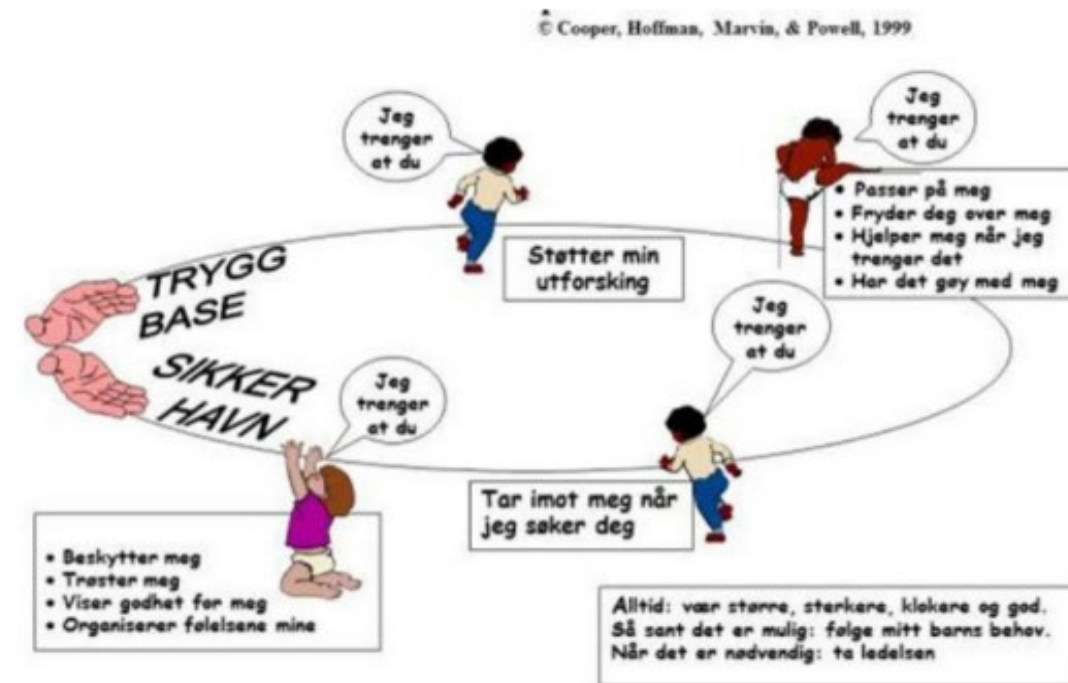 © Cooper, Hoffman, Marvin, & Powell, 1999
Jeg
trenger
at du
Jeg
trenger
at du
• Passer på meg
• Fryder deg over meg
• Hjelper meg når jeg
trenger det
• Har det gøy med meg
Støtter min
utforsking
TRYGG
BASE
SIKKER
HAVN
Jeg
trenger
at du
Jeg
trenger
at du
Tar imot meg når
jeg søker deg
• Beskytter meg
• Trøster meg
• Viser godhet for meg
• Organiserer følelsene mine
Alltid: vær større, sterkere, klokere og god.
Så sant det er mulig: følge mitt barns behov.
Når det er nødvendig: ta ledelsen